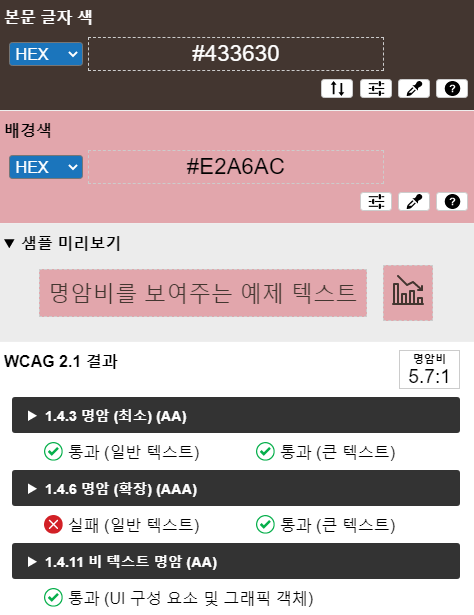 본문 글자 색
HEX
#433630
배경색
HEX
#E2A6AC
▼ 샘플 미리보기
명암비를 보여주는 예제 텍스트
WCAG 2.1 결과
명암비
5.7:1
▶ 1.4.3 명암 (최소) (AA)
통과 (일반 텍스트) 통과 (큰 텍스트)
▶ 1.4.6 명암 (확장) (AAA)
실패 (일반 텍스트) 통과 (큰 텍스트)
▶ 1.4.11 비 텍스트 명암 (AA)
통과 (UI 구성 요소 및 그래픽 객체)